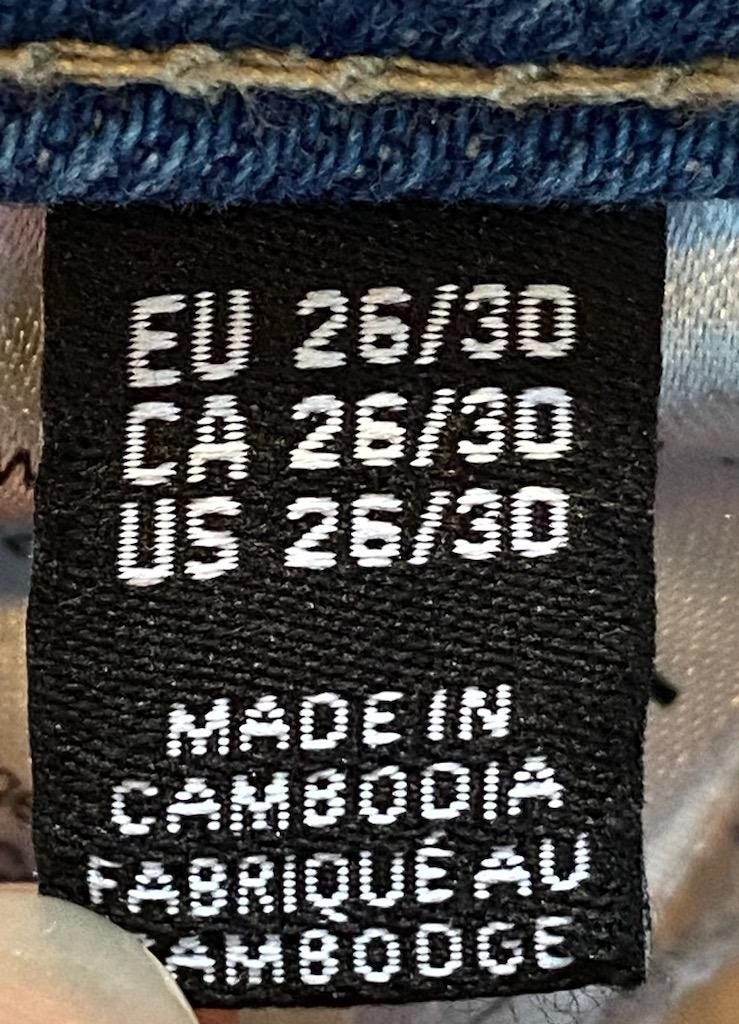 EU 26/30
CA 26/30
US 26/30
MADE IN
CAMBODIA
FABRIQUÉ AU
CAMBODGE